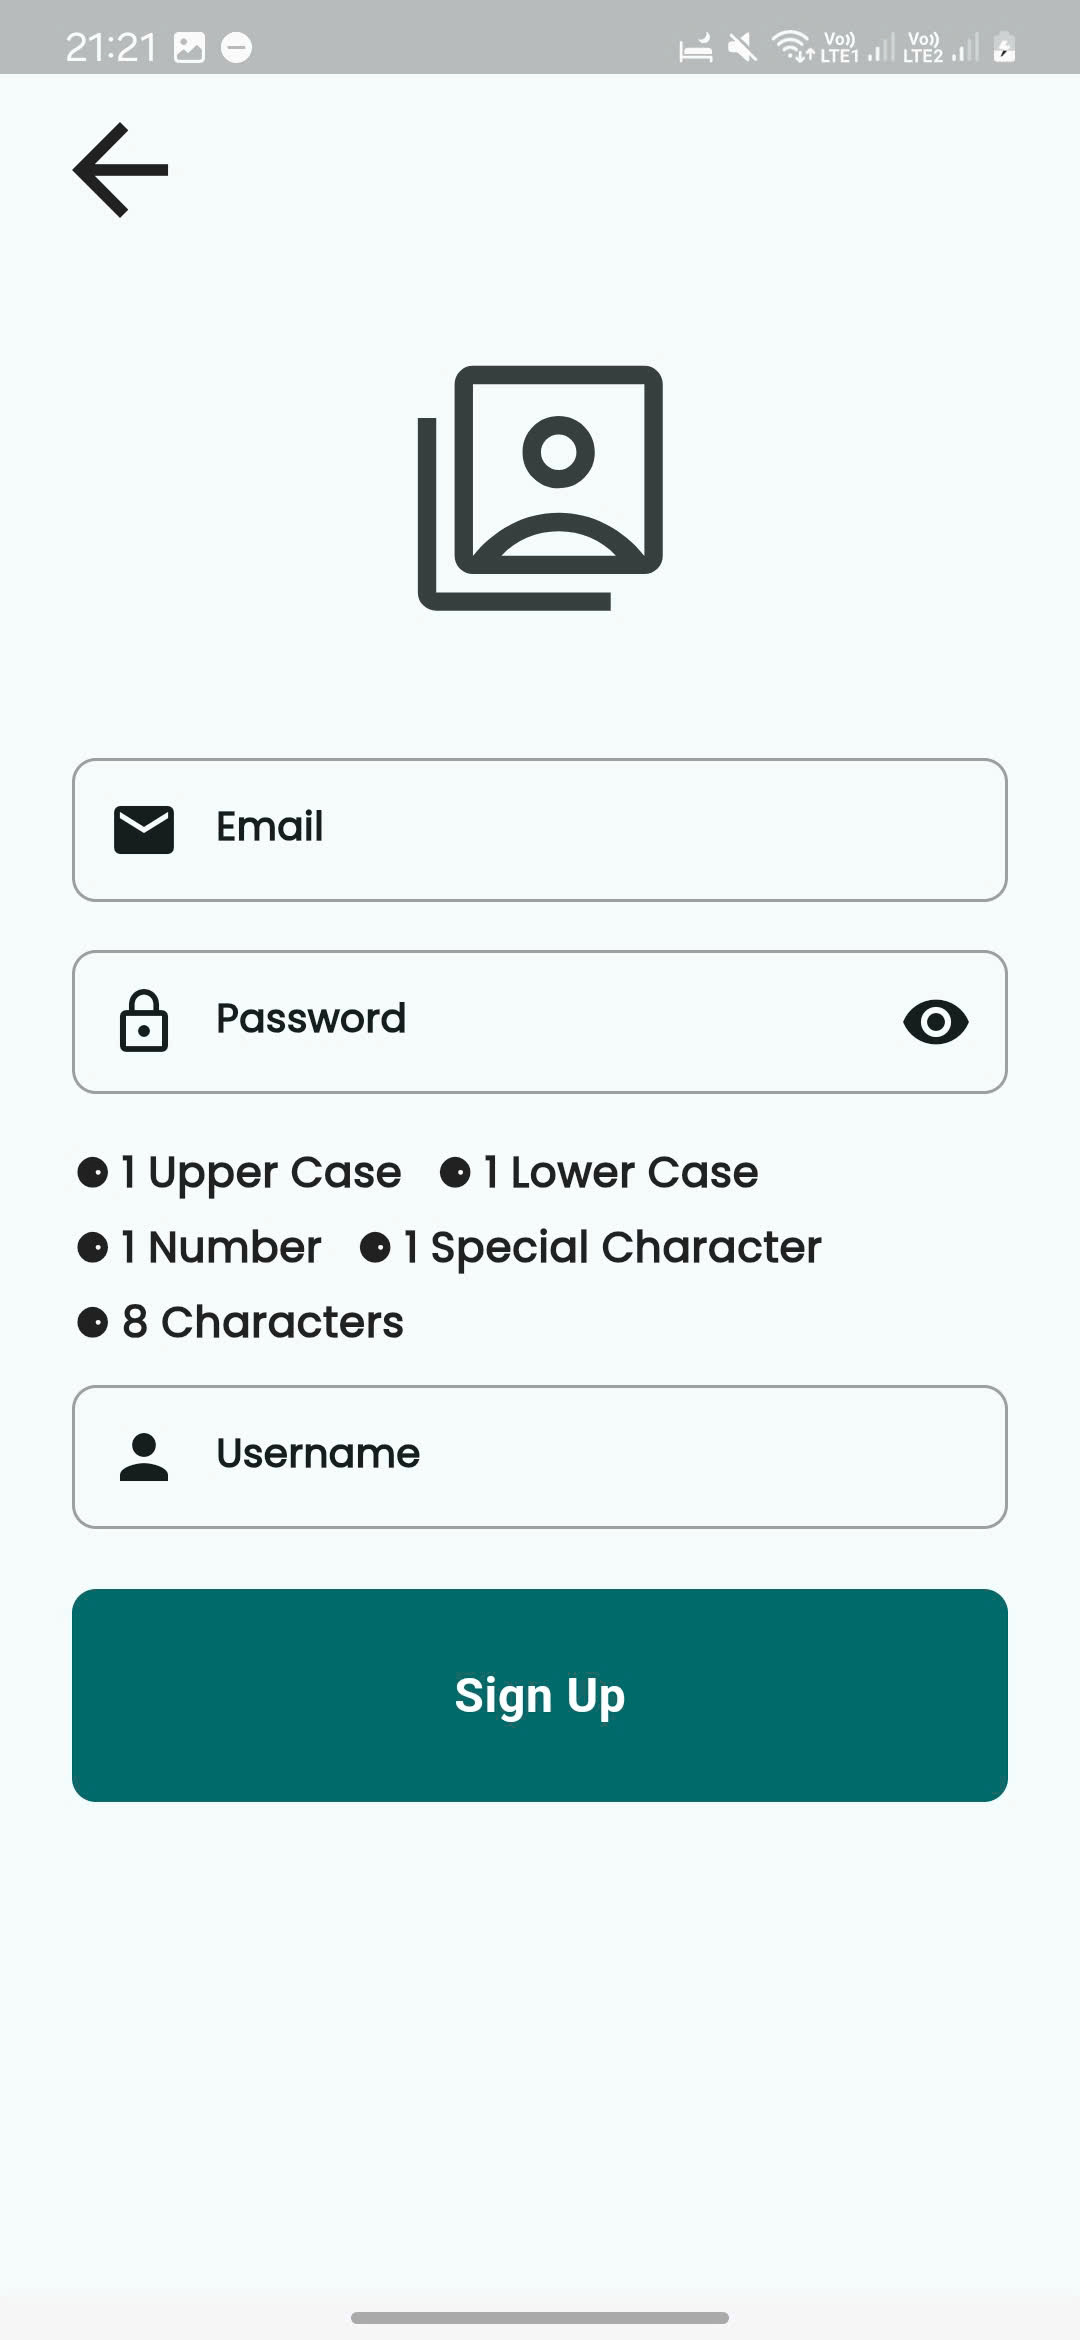 21:21 Vo)) LTE1 Vo)) LTE2
Email
Password
1 Upper Case 1 Lower Case
1 Number 1 Special Character
8 Characters
Username
Sign Up